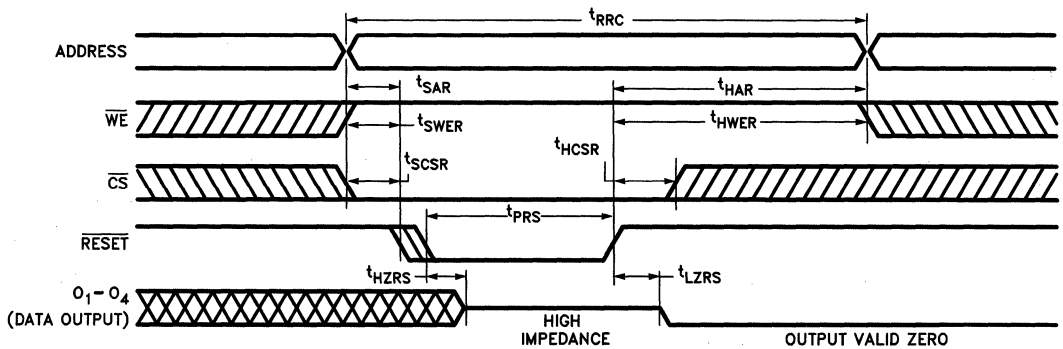 tRRC
ADDRESS
tSAR
tHAR
WE
tSWER
tHWER
tSCSR
tHCSR
CS
tPRS
RESET
tHZRS
tLZRS
O1–O4
(DATA OUTPUT)
HIGH
IMPEDANCE
OUTPUT VALID ZERO